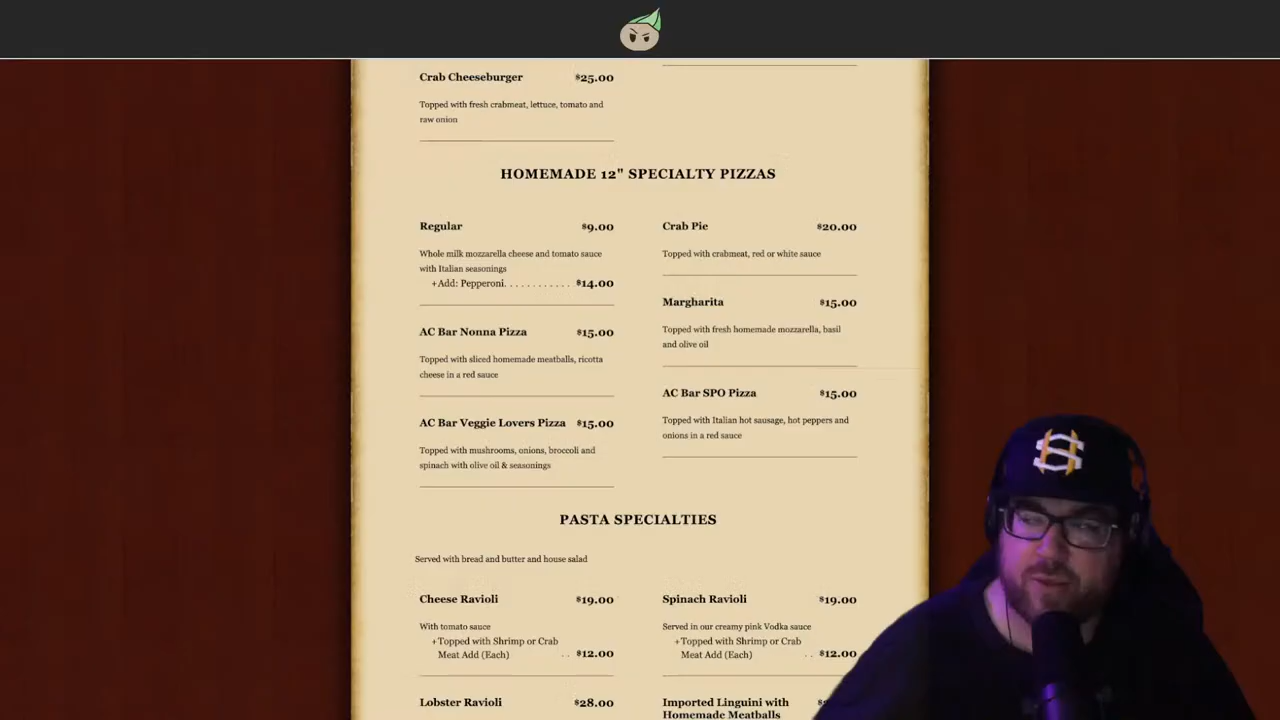 Crab Cheeseburger $25.00
Topped with fresh crabmeat, lettuce, tomato and
raw onion
HOMEMADE 12" SPECIALTY PIZZAS
Regular $9.00
Whole milk mozzarella cheese and tomato sauce
with Italian seasonings
+Add: Pepperoni. . . . . . . . . . . $14.00
AC Bar Nonna Pizza $15.00
Topped with sliced homemade meatballs, ricotta
cheese in a red sauce
AC Bar Veggie Lovers Pizza $15.00
Topped with mushrooms, onions, broccoli and
spinach with olive oil & seasonings
Crab Pie $20.00
Topped with crabmeat, red or white sauce
Margharita $15.00
Topped with fresh homemade mozzarella, basil
and olive oil
AC Bar SPO Pizza $15.00
Topped with Italian hot sausage, hot peppers and
onions in a red sauce
PASTA SPECIALTIES
Served with bread and butter and house salad
Cheese Ravioli $19.00
With tomato sauce
+Topped with Shrimp or Crab
Meat Add (Each) . . $12.00
Lobster Ravioli $28.00
Spinach Ravioli $19.00
Served in our creamy pink Vodka sauce
+Topped with Shrimp or Crab
Meat Add (Each) . . $12.00
Imported Linguini with
Homemade Meatballs